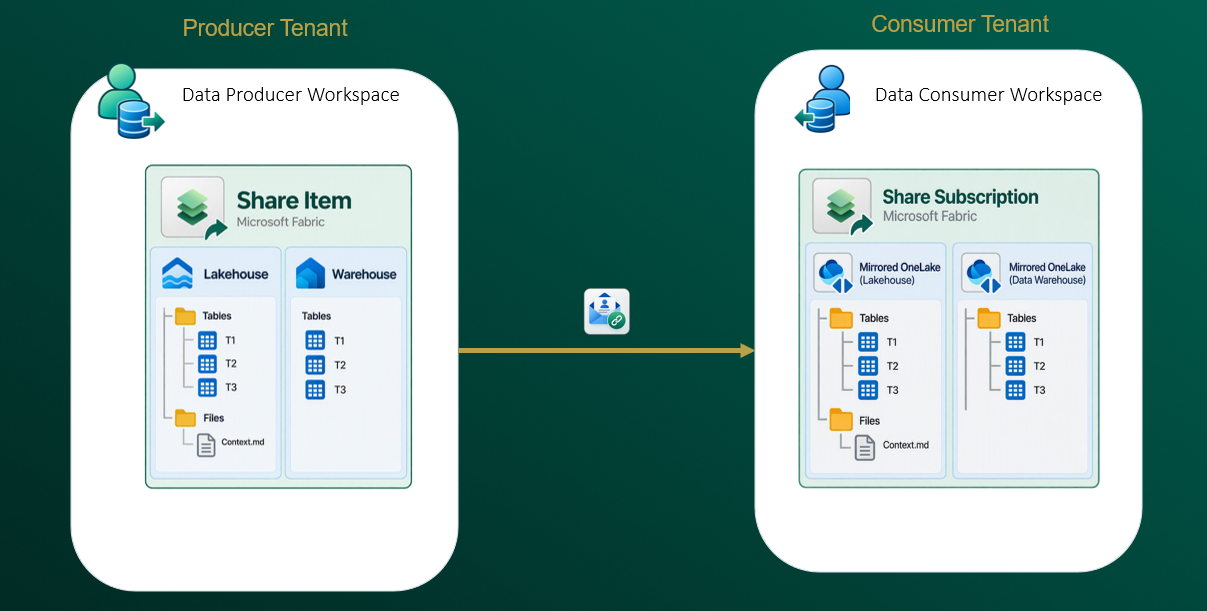 Producer Tenant
Data Producer Workspace
Share Item
Microsoft Fabric
Lakehouse
Tables
T1
T2
T3
Files
Context.md
Warehouse
Tables
T1
T2
T3
Consumer Tenant
Data Consumer Workspace
Share Subscription
Microsoft Fabric
Mirrored OneLake
(Lakehouse)
Tables
T1
T2
T3
Files
Context.md
Mirrored OneLake
(Data Warehouse)
Tables
T1
T2
T3